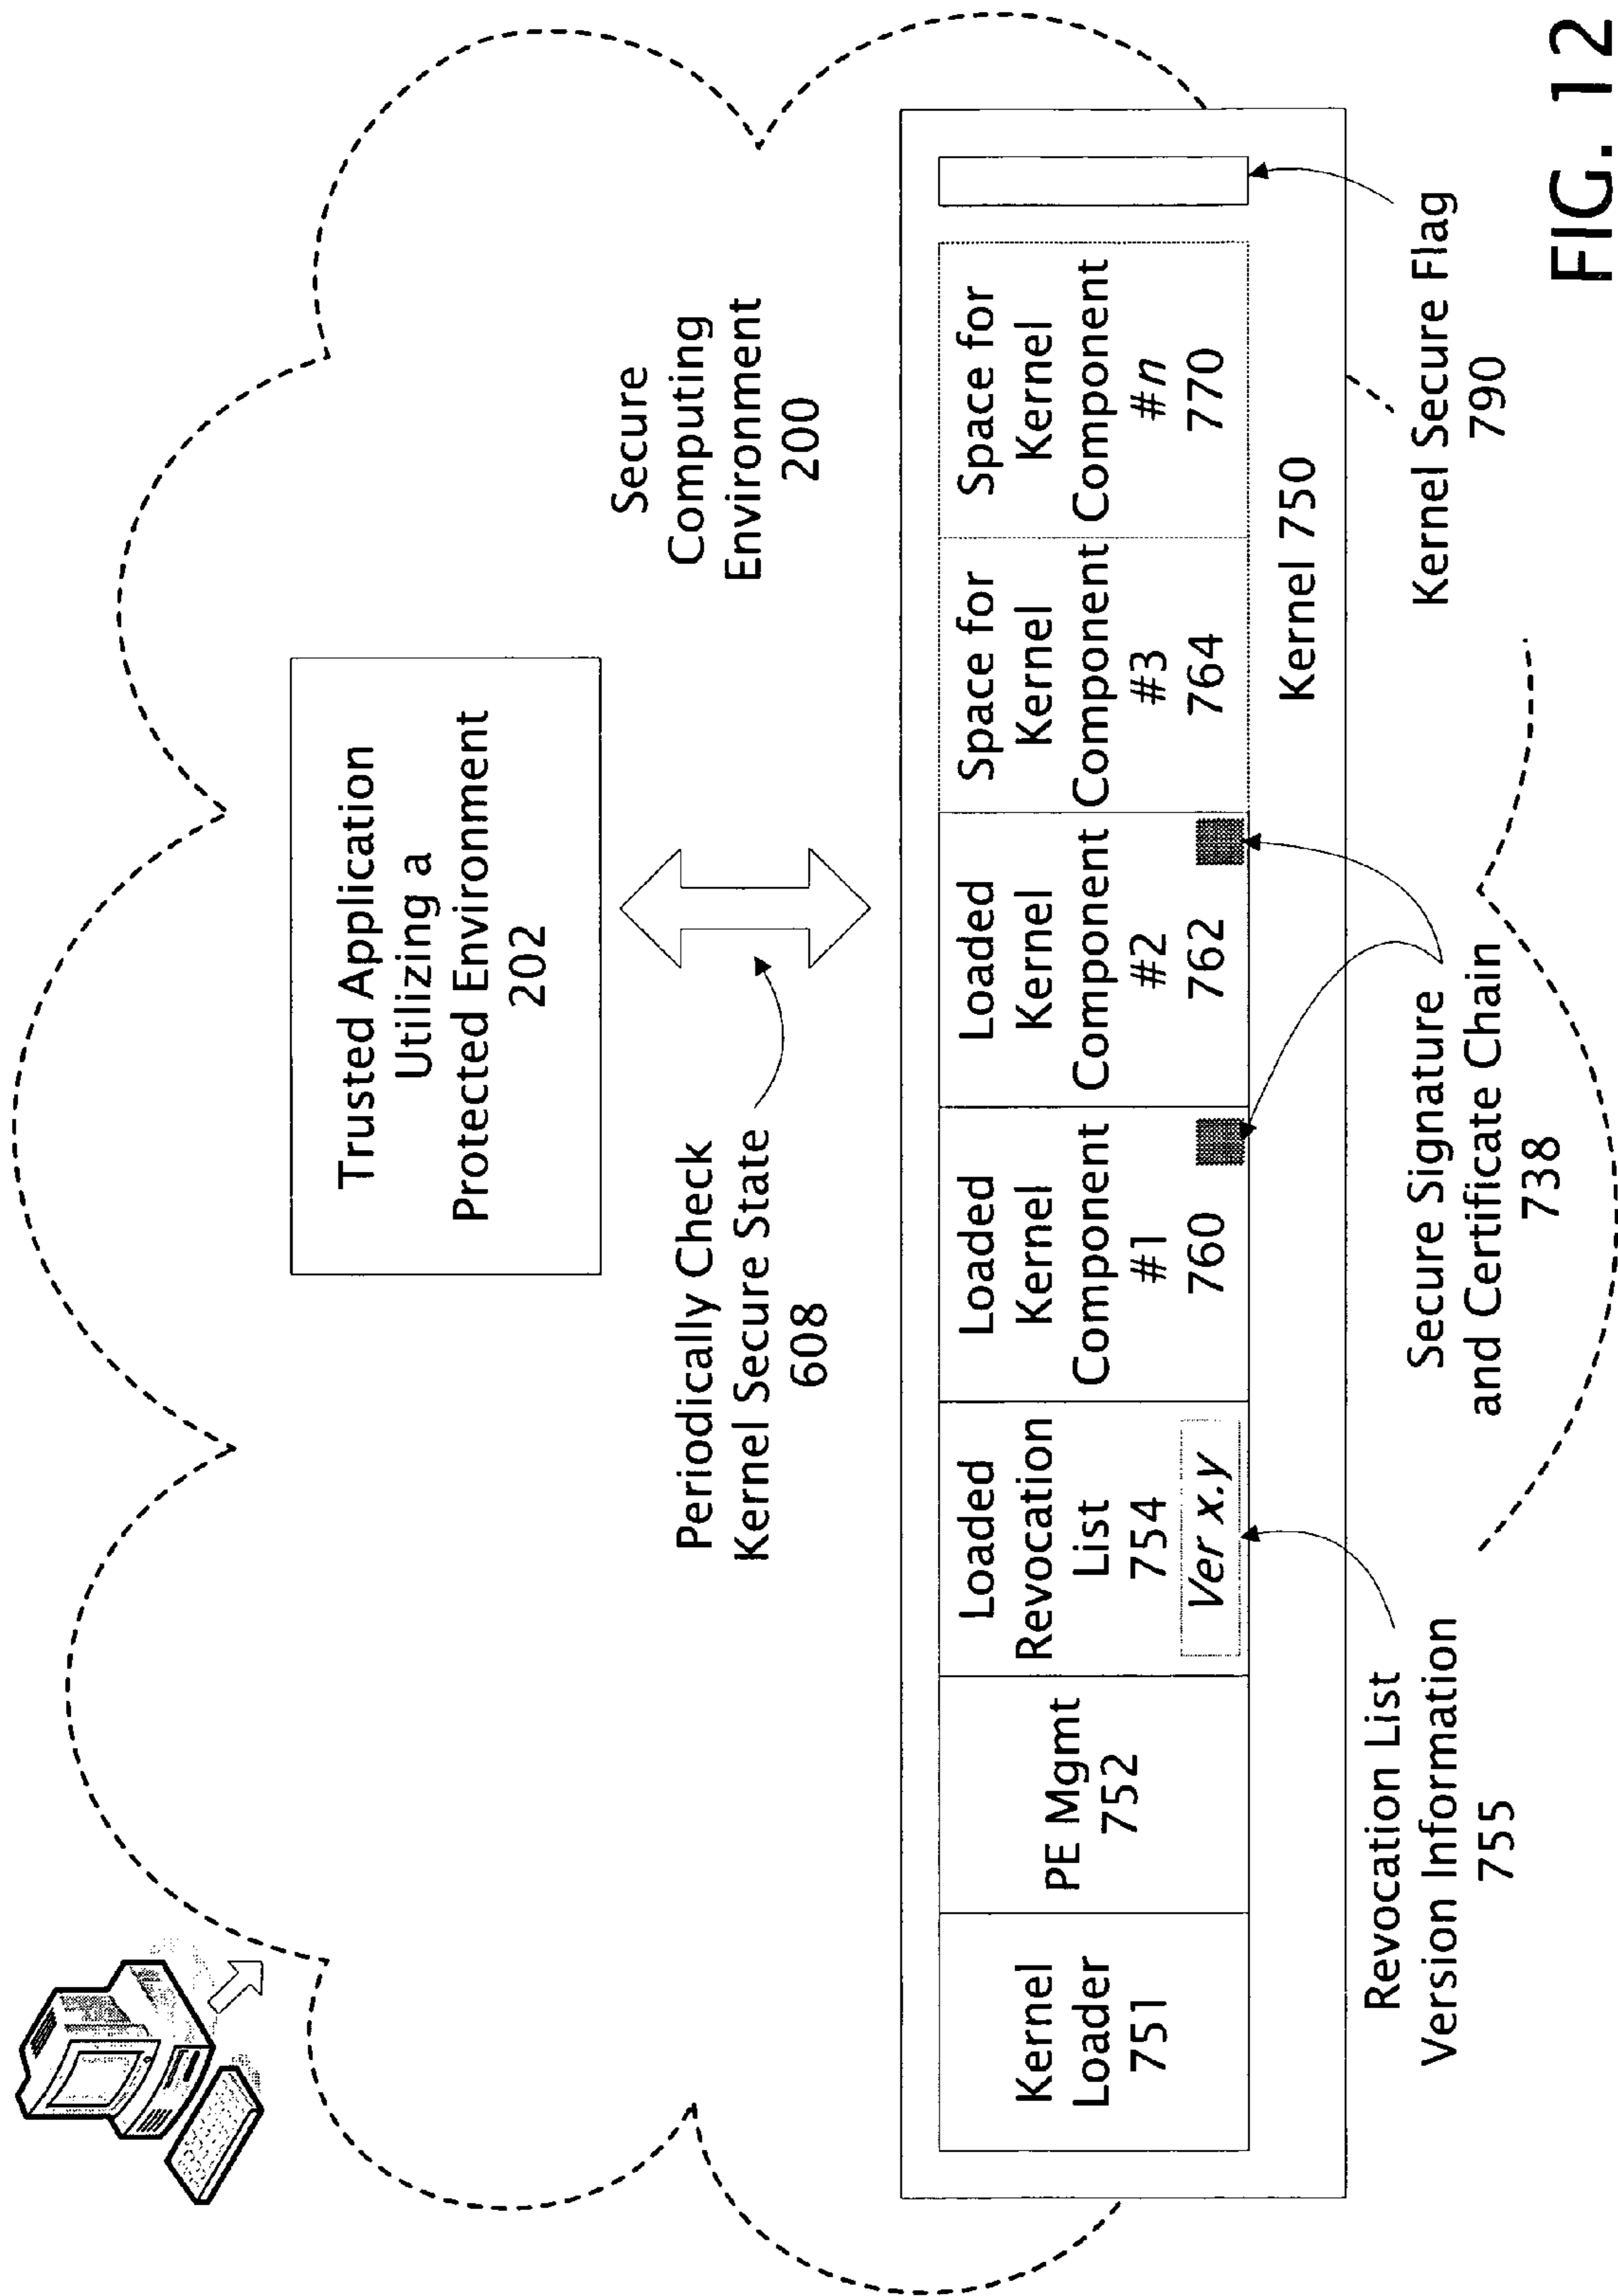 Trusted Application
Utilizing a
Protected Environment
202
Periodically Check
Kernel Secure State
608
Secure
Computing
Environment
200
Kernel
Loader
751
PE Mgmt
752
Loaded
Revocation
List
754
Ver x.y
Loaded
Kernel
Component
#1
760
Loaded
Kernel
Component
#2
762
Space for
Kernel
Component
#3
764
Space for
Kernel
Component
#n
770
Kernel 750
Revocation List
Version Information
755
Secure Signature
and Certificate Chain
738
Kernel Secure Flag
790
FIG. 12